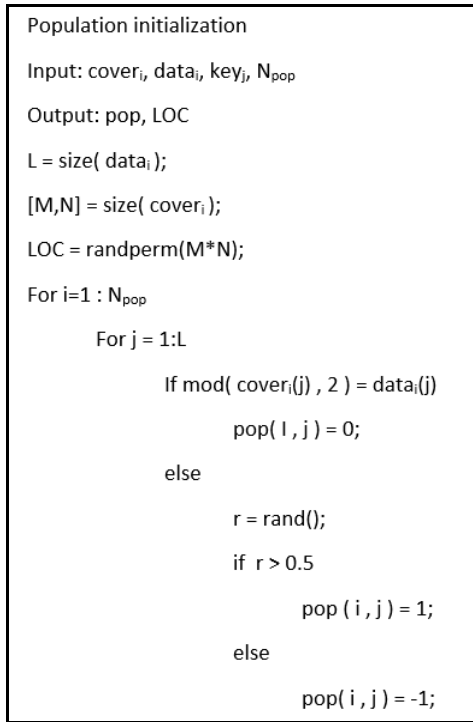 Population initialization
Input: coverᵢ, dataᵢ, keyⱼ, Nₚₒₚ
Output: pop, LOC
L = size( dataᵢ );
[M,N] = size( coverᵢ );
LOC = randperm(M*N);
For i=1 : Nₚₒₚ
For j = 1:L
If mod( coverᵢ(j) , 2 ) = dataᵢ(j)
pop( I , j ) = 0;
else
r = rand();
if r > 0.5
pop ( i , j ) = 1;
else
pop( i , j ) = -1;